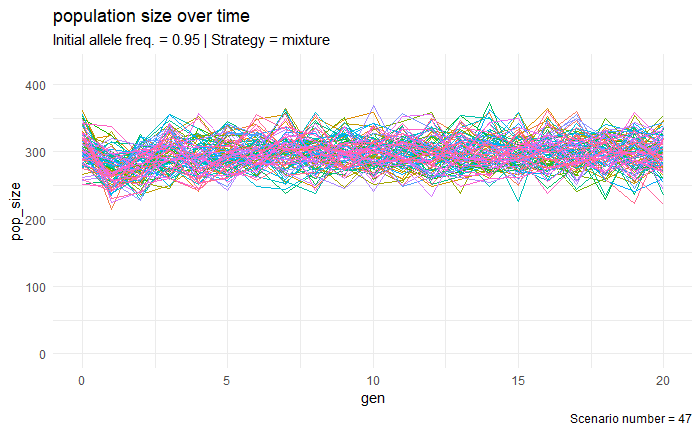 population size over time
Initial allele freq. = 0.95 | Strategy = mixture
400
300
200
100
0
pop_size
0 5 10 15 20
gen
Scenario number = 47